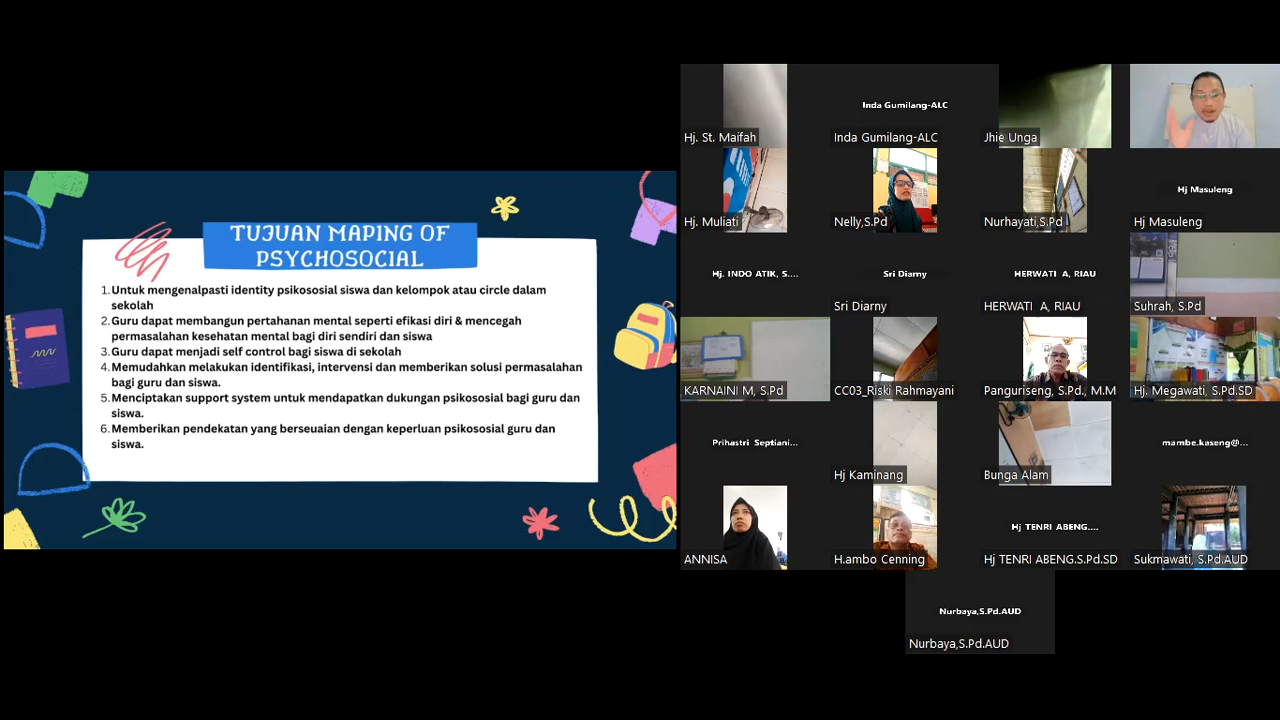 TUJUAN MAPING OF
PSYCHOSOCIAL
1. Untuk mengenalpasti identity psikososial siswa dan kelompok atau circle dalam
sekolah
2. Guru dapat membangun pertahanan mental seperti efikasi diri & mencegah
permasalahan kesehatan mental bagi diri sendiri dan siswa
3. Guru dapat menjadi self control bagi siswa di sekolah
4. Memudahkan melakukan identifikasi, intervensi dan memberikan solusi permasalahan
bagi guru dan siswa.
5. Menciptakan support system untuk mendapatkan dukungan psikososial bagi guru dan
siswa.
6. Memberikan pendekatan yang berseuaian dengan keperluan psikososial guru dan
siswa.
Hj. St. Maifah
Inda Gumilang-ALC
Inda Gumilang-ALC
Jhie Unga
Hj. Muliati
Nelly,S.Pd
Nurhayati,S.Pd
Hj Masuleng
Hj Masuleng
Hj. INDO ATIK, S....
Sri Diarny
Sri Diarny
HERWATI A, RIAU
HERWATI A, RIAU
Suhrah, S.Pd
KARNAINI M, S.Pd
CC03_Riski Rahmayani
Panguriseng, S.Pd., M.M
Hj. Megawati, S.Pd.SD
Prihastri Septiani...
Hj Kaminang
Bunga Alam
mambe.kaseng@...
ANNISA
H.ambo Cenning
Hj TENRI ABENG....
Hj TENRI ABENG.S.Pd.SD
Sukmawati, S.Pd.AUD
Nurbaya,S.Pd.AUD
Nurbaya,S.Pd.AUD